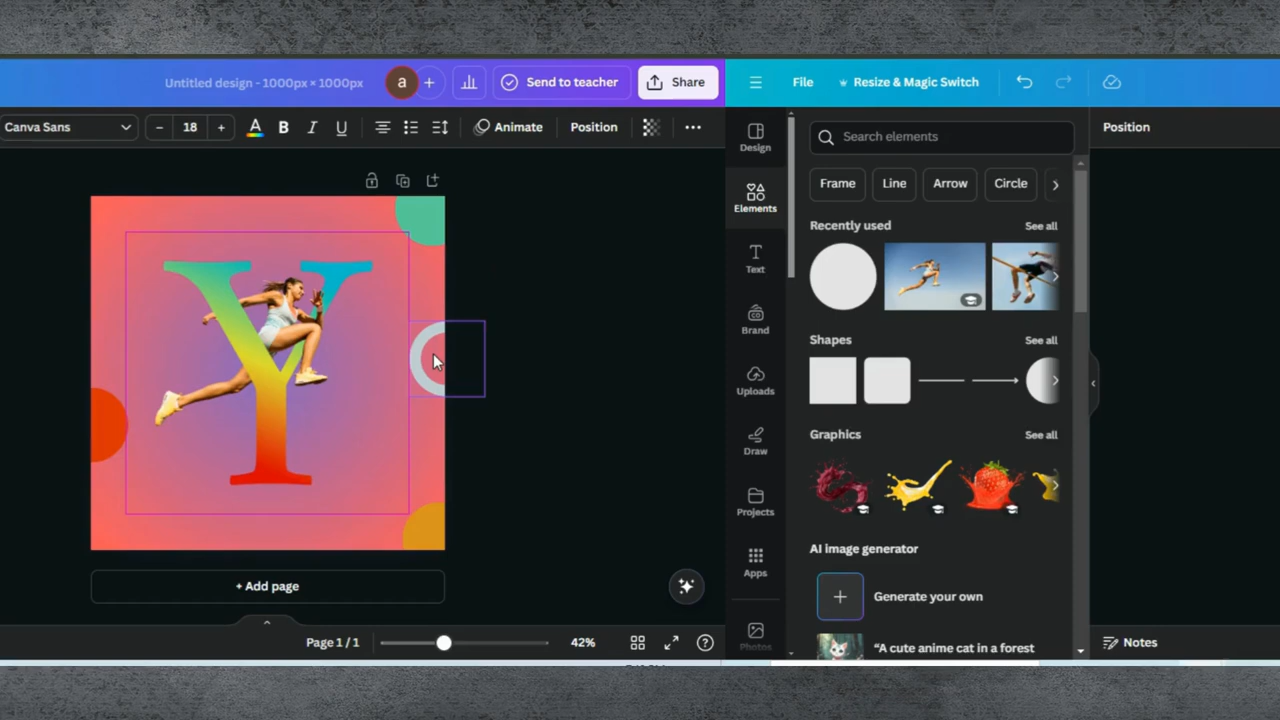 Untitled design - 1000px × 1000px
a
+
Send to teacher
Share
Canva Sans
− 18 +
A B I U
Animate
Position
Y
+ Add page
Page 1 / 1
42%
File
Resize & Magic Switch
Design
Elements
Text
Brand
Uploads
Draw
Projects
Apps
Photos
Search elements
Frame
Line
Arrow
Circle
Recently used
See all
Shapes
See all
Graphics
See all
AI image generator
Generate your own
"A cute anime cat in a forest
Position
Notes